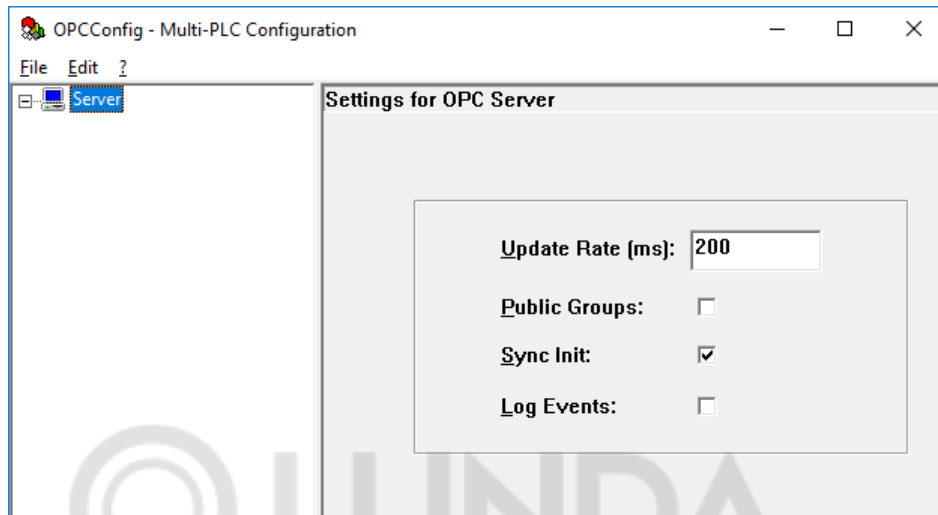 OPCConfig - Multi-PLC Configuration
File Edit ?
Server
Settings for OPC Server
Update Rate (ms): 200
Public Groups:
Sync Init:
Log Events:
LUNDA